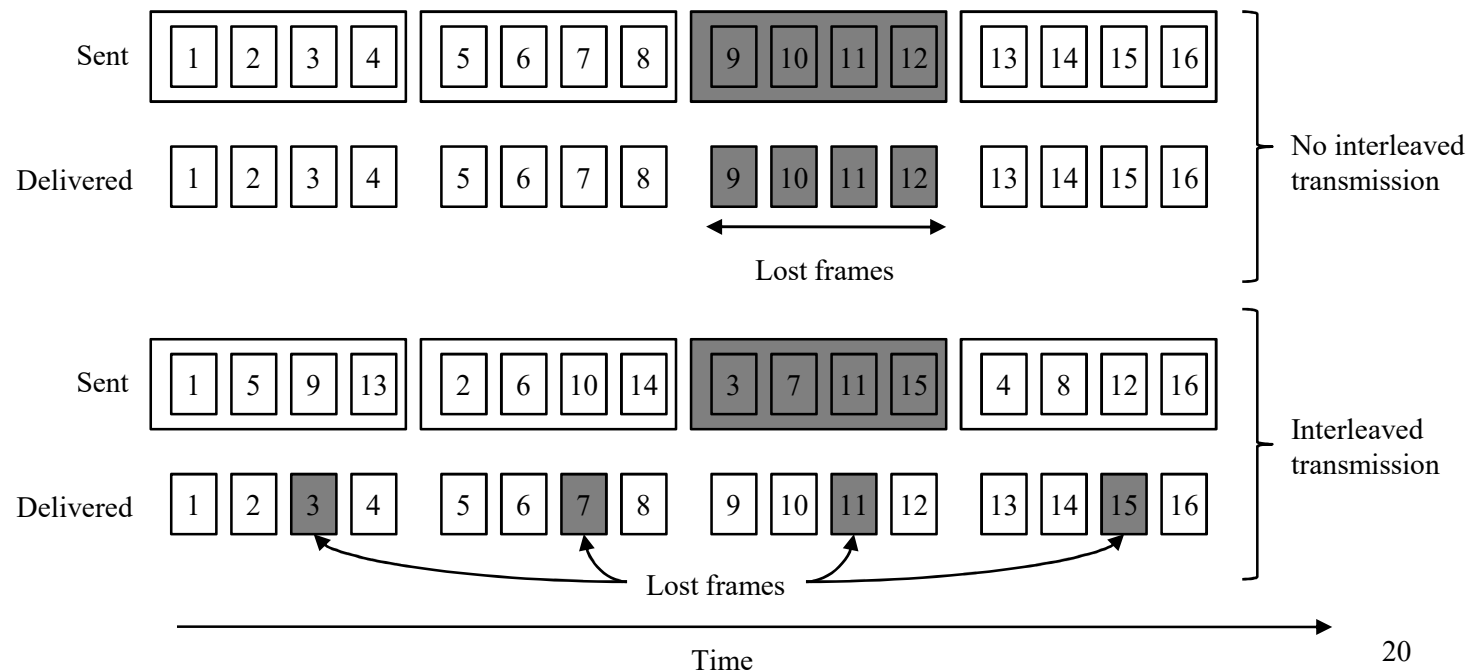 Sent 1 2 3 4 5 6 7 8 9 10 11 12 13 14 15 16
Delivered 1 2 3 4 5 6 7 8 9 10 11 12 13 14 15 16
No interleaved
transmission
Lost frames
Sent 1 5 9 13 2 6 10 14 3 7 11 15 4 8 12 16
Interleaved
transmission
Delivered 1 2 3 4 5 6 7 8 9 10 11 12 13 14 15 16
Lost frames
Time
20